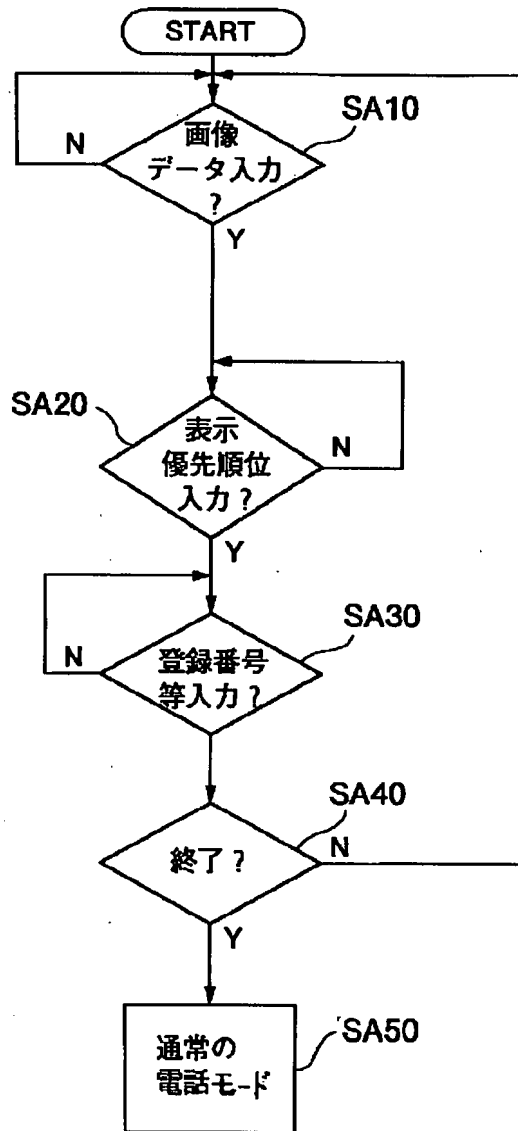 START
SA10
画像
データ入力
?
N
Y
SA20
表示
優先順位
入力?
N
Y
SA30
登録番号
等入力?
N
SA40
終了?
N
Y
SA50
通常の
電話モード